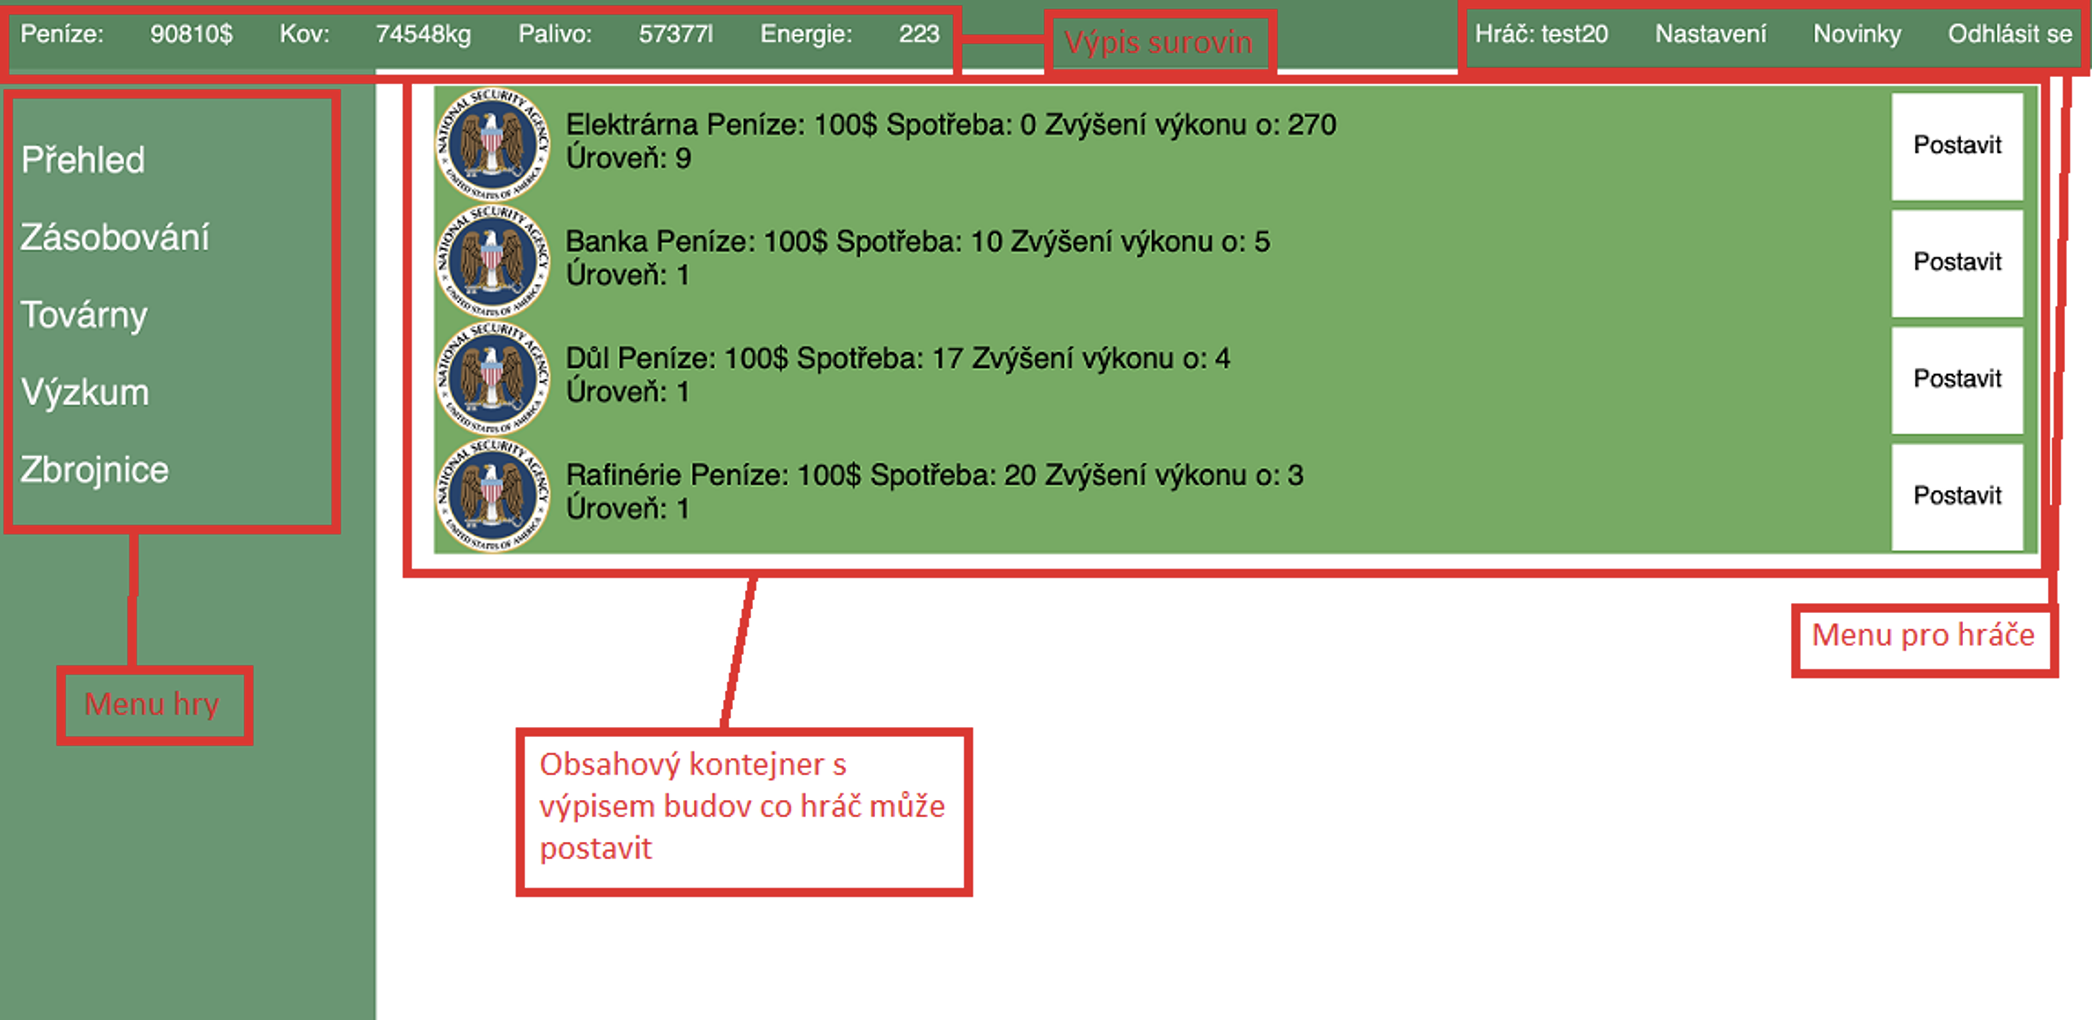 Peníze: 90810$ Kov: 74548kg Palivo: 57377l Energie: 223
Výpis surovin
Hráč: test20 Nastavení Novinky Odhlásit se
Přehled
Zásobování
Továrny
Výzkum
Zbrojnice
Menu hry
NATIONAL SECURITY AGENCY
UNITED STATES OF AMERICA
Elektrárna Peníze: 100$ Spotřeba: 0 Zvýšení výkonu o: 270
Úroveň: 9
Postavit
NATIONAL SECURITY AGENCY
UNITED STATES OF AMERICA
Banka Peníze: 100$ Spotřeba: 10 Zvýšení výkonu o: 5
Úroveň: 1
Postavit
NATIONAL SECURITY AGENCY
UNITED STATES OF AMERICA
Důl Peníze: 100$ Spotřeba: 17 Zvýšení výkonu o: 4
Úroveň: 1
Postavit
NATIONAL SECURITY AGENCY
UNITED STATES OF AMERICA
Rafinérie Peníze: 100$ Spotřeba: 20 Zvýšení výkonu o: 3
Úroveň: 1
Postavit
Menu pro hráče
Obsahový kontejner s
výpisem budov co hráč může
postavit